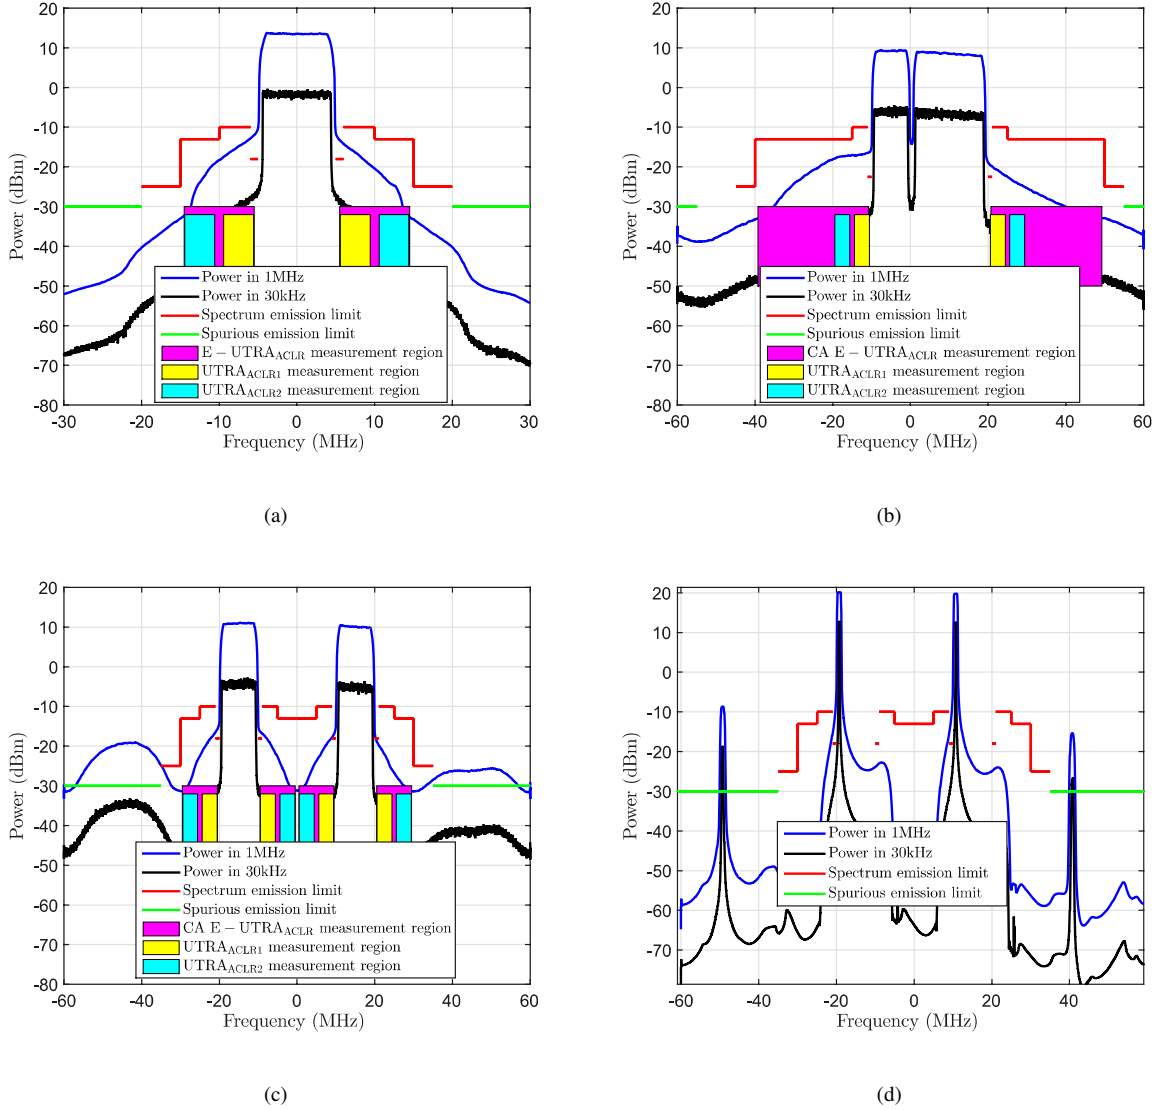 20
10
0
-10
-20
-30
-40
-50
-60
-70
-80
-30 -20 -10 0 10 20 30
Power (dBm)
Frequency (MHz)
Power in 1MHz
Power in 30kHz
Spectrum emission limit
Spurious emission limit
E − UTRA_ACLR measurement region
UTRA_ACLR1 measurement region
UTRA_ACLR2 measurement region
(a)
20
10
0
-10
-20
-30
-40
-50
-60
-70
-80
-60 -40 -20 0 20 40 60
Power (dBm)
Frequency (MHz)
Power in 1MHz
Power in 30kHz
Spectrum emission limit
Spurious emission limit
CA E − UTRA_ACLR measurement region
UTRA_ACLR1 measurement region
UTRA_ACLR2 measurement region
(b)
20
10
0
-10
-20
-30
-40
-50
-60
-70
-80
-60 -40 -20 0 20 40 60
Power (dBm)
Frequency (MHz)
Power in 1MHz
Power in 30kHz
Spectrum emission limit
Spurious emission limit
CA E − UTRA_ACLR measurement region
UTRA_ACLR1 measurement region
UTRA_ACLR2 measurement region
(c)
20
10
0
-10
-20
-30
-40
-50
-60
-70
-60 -40 -20 0 20 40
Power (dBm)
Frequency (MHz)
Power in 1MHz
Power in 30kHz
Spectrum emission limit
Spurious emission limit
(d)